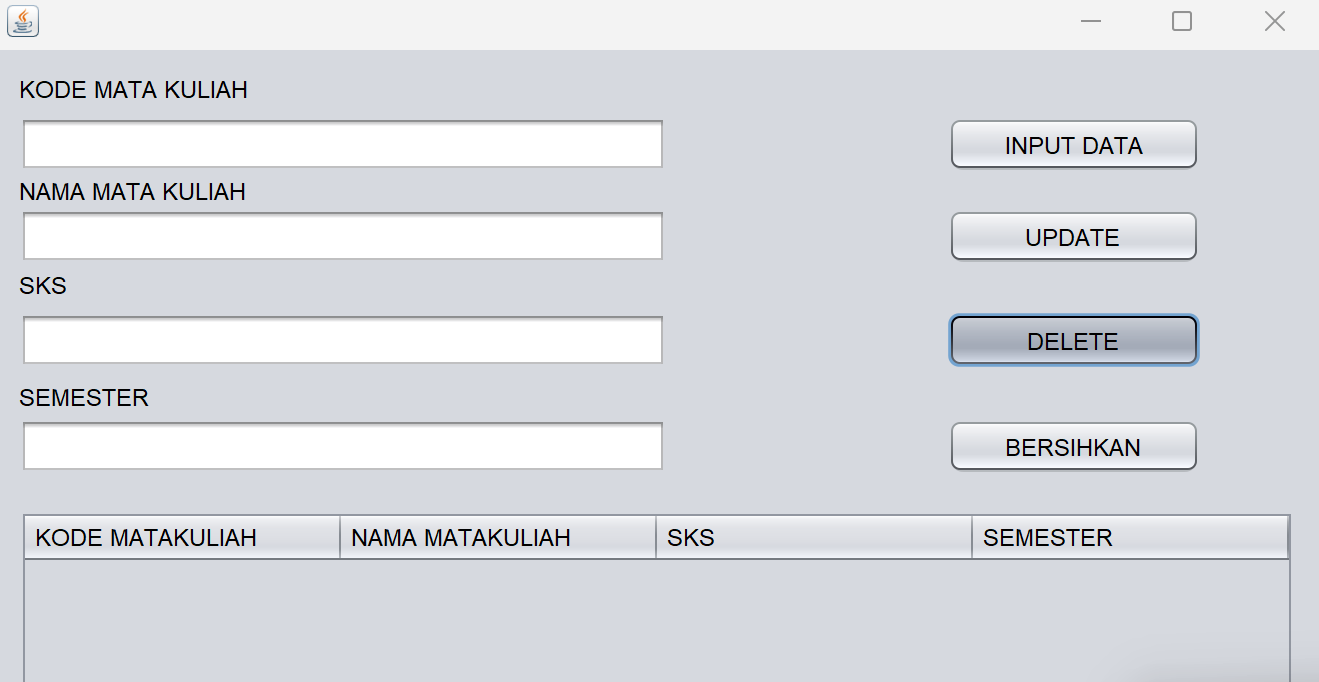 KODE MATA KULIAH
INPUT DATA
NAMA MATA KULIAH
UPDATE
SKS
DELETE
SEMESTER
BERSIHKAN
KODE MATAKULIAH NAMA MATAKULIAH SKS SEMESTER